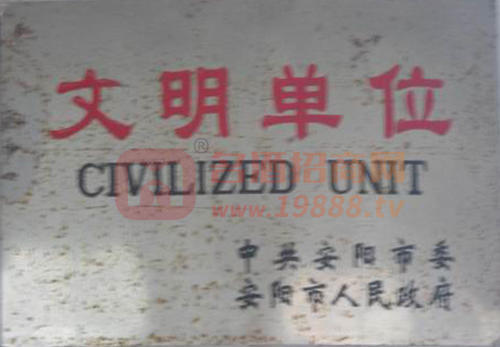 文明单位
CIVILIZED UNIT
www.19888.tv
中共安阳市委
安阳市人民政府